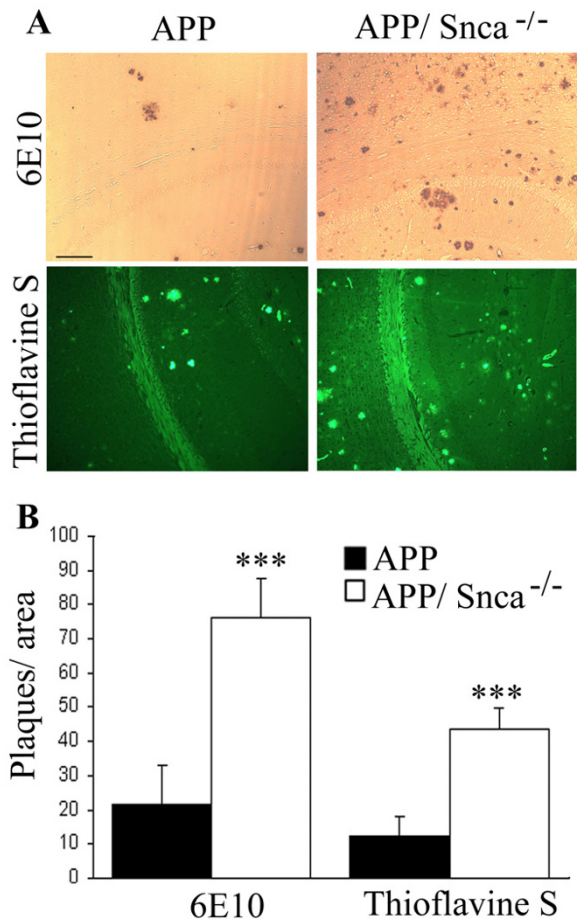 A
APP
APP/ Snca -/-
6E10
Thioflavine S
B
100
90
80
70
60
50
40
30
20
10
0
Plaques/ area
***
***
APP
APP/ Snca -/-
6E10
Thioflavine S